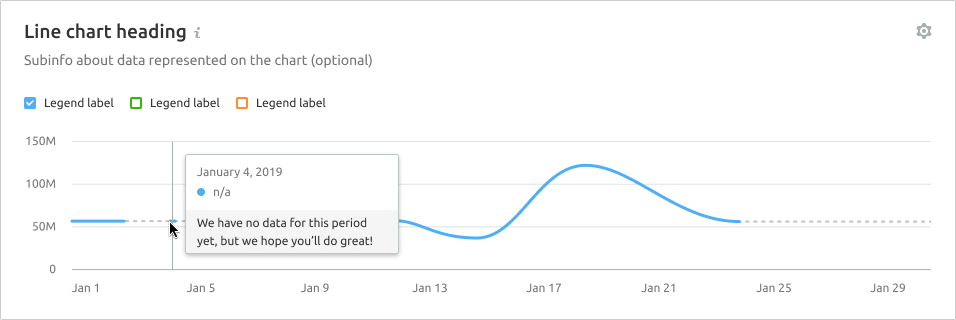 Line chart heading i
Subinfo about data represented on the chart (optional)
Legend label Legend label Legend label
150M
100M
50M
0
January 4, 2019
n/a
We have no data for this period
yet, but we hope you’ll do great!
Jan 1 Jan 5 Jan 9 Jan 13 Jan 17 Jan 21 Jan 25 Jan 29